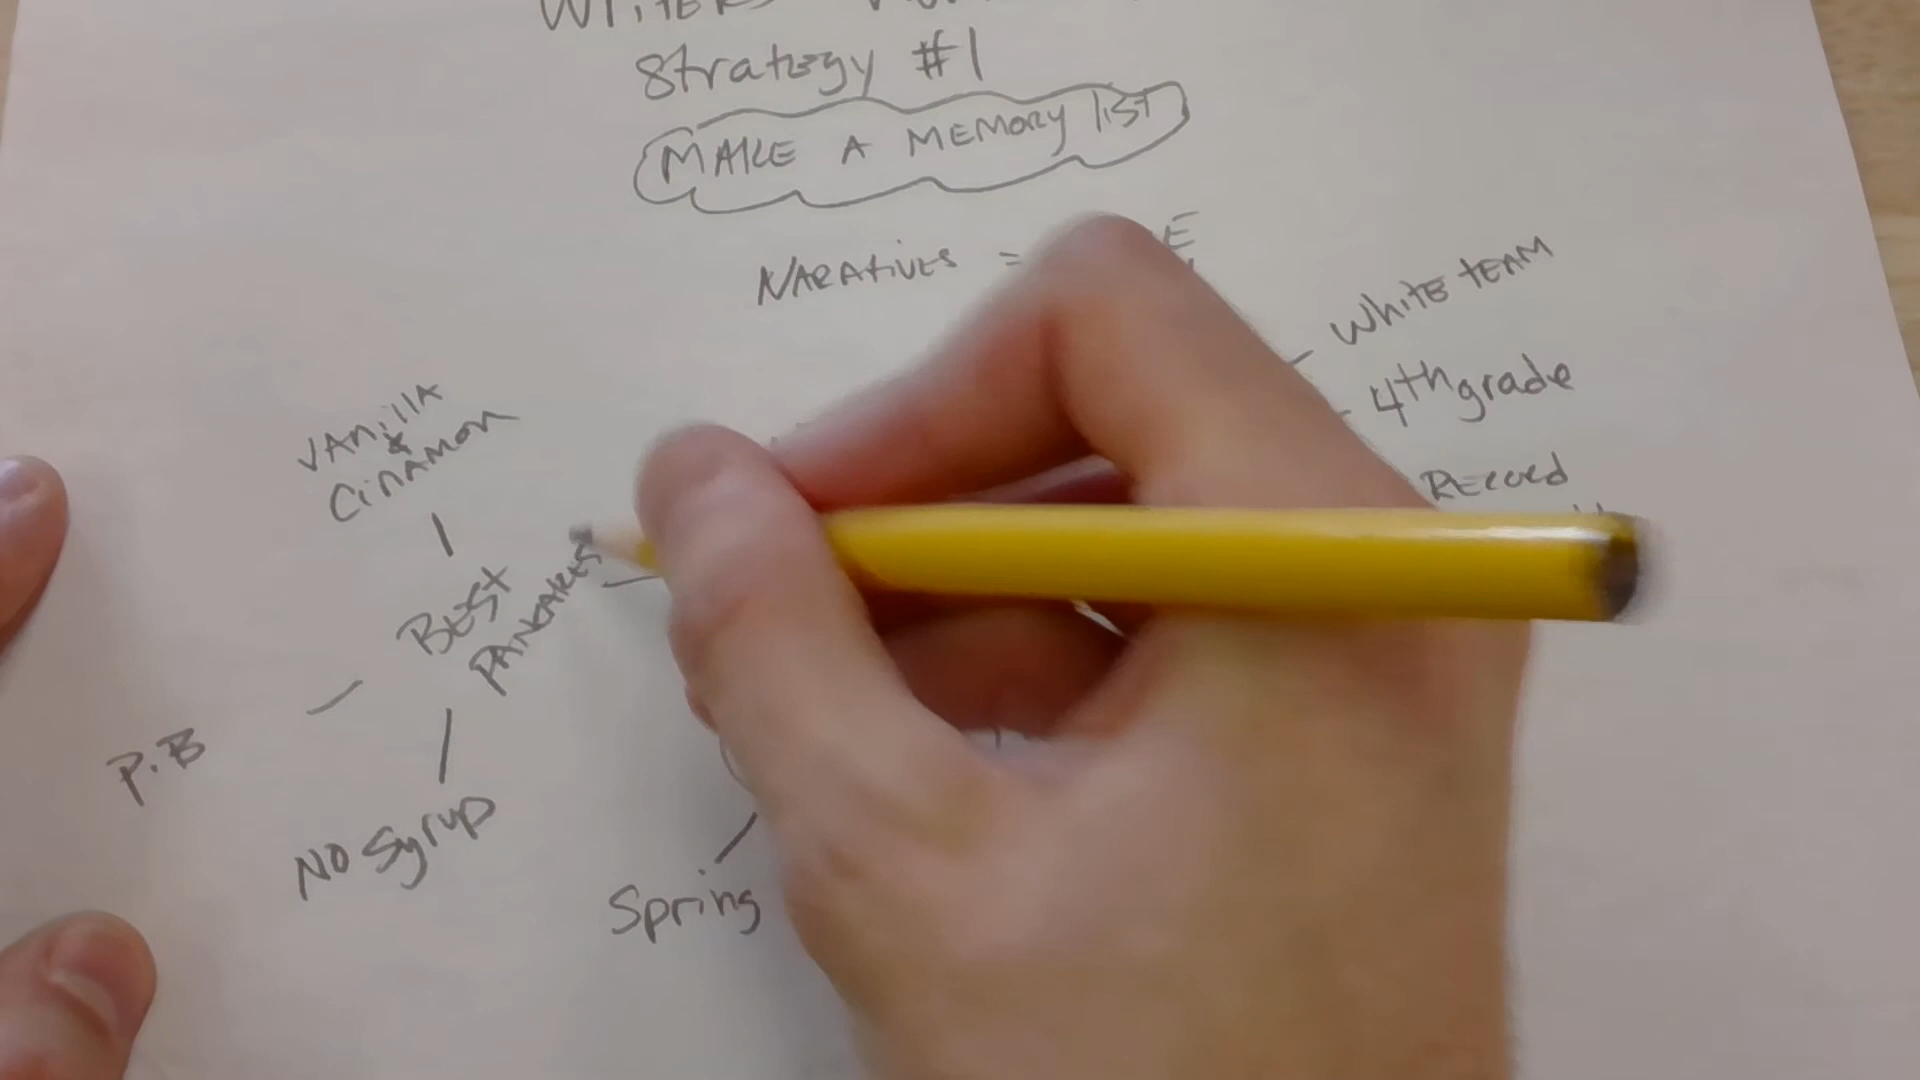 Strategy #1
MAKE A MEMORY list
NARATIVES =
White team
4th grade
Record
VAnillA
&
CinAMon
BEST
PANCAKES
P.B
NO Syrup
Spring